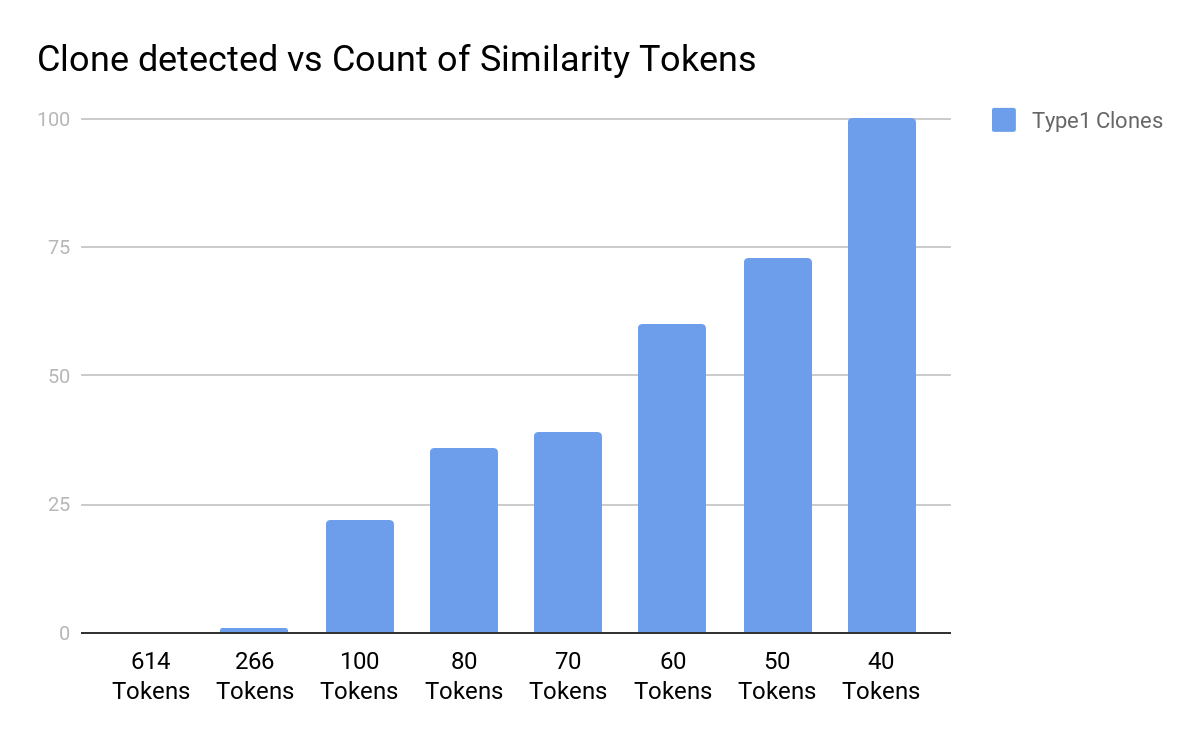 Clone detected vs Count of Similarity Tokens
100
75
50
25
0
Type1 Clones
614 Tokens
266 Tokens
100 Tokens
80 Tokens
70 Tokens
60 Tokens
50 Tokens
40 Tokens